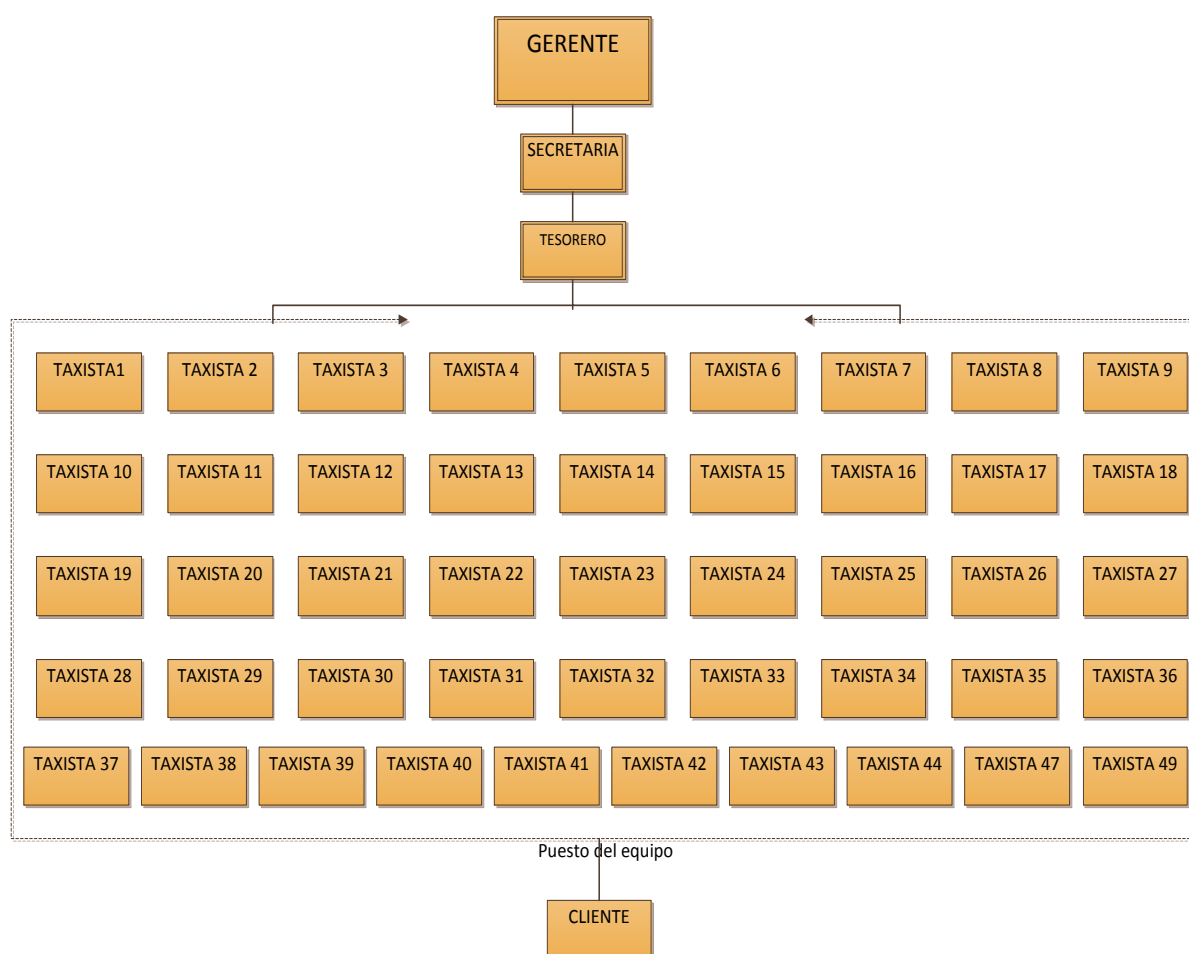 GERENTE
SECRETARIA
TESORERO
TAXISTA1
TAXISTA 2
TAXISTA 3
TAXISTA 4
TAXISTA 5
TAXISTA 6
TAXISTA 7
TAXISTA 8
TAXISTA 9
TAXISTA 10
TAXISTA 11
TAXISTA 12
TAXISTA 13
TAXISTA 14
TAXISTA 15
TAXISTA 16
TAXISTA 17
TAXISTA 18
TAXISTA 19
TAXISTA 20
TAXISTA 21
TAXISTA 22
TAXISTA 23
TAXISTA 24
TAXISTA 25
TAXISTA 26
TAXISTA 27
TAXISTA 28
TAXISTA 29
TAXISTA 30
TAXISTA 31
TAXISTA 32
TAXISTA 33
TAXISTA 34
TAXISTA 35
TAXISTA 36
TAXISTA 37
TAXISTA 38
TAXISTA 39
TAXISTA 40
TAXISTA 41
TAXISTA 42
TAXISTA 43
TAXISTA 44
TAXISTA 47
TAXISTA 49
Puesto del equipo
CLIENTE